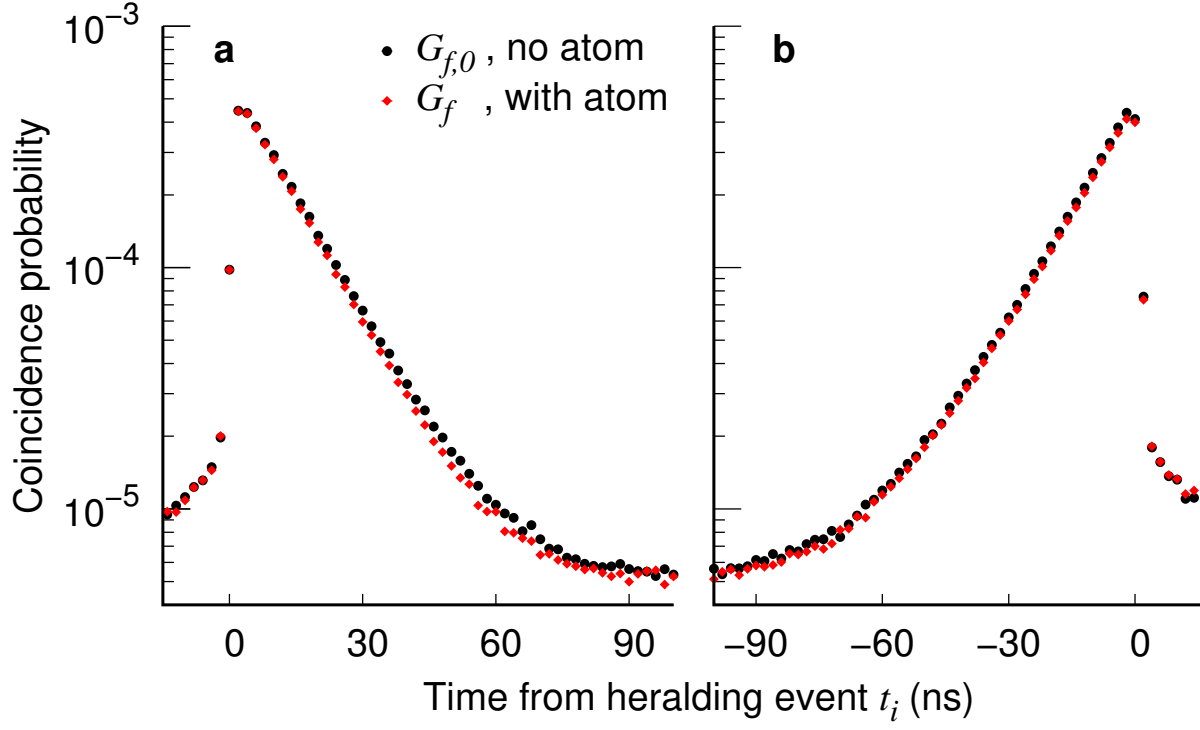 10⁻³
a
G_{f,0} , no atom
G_f , with atom
b
10⁻⁴
10⁻⁵
Coincidence probability
0 30 60 90
−90 −60 −30 0
Time from heralding event t_i (ns)